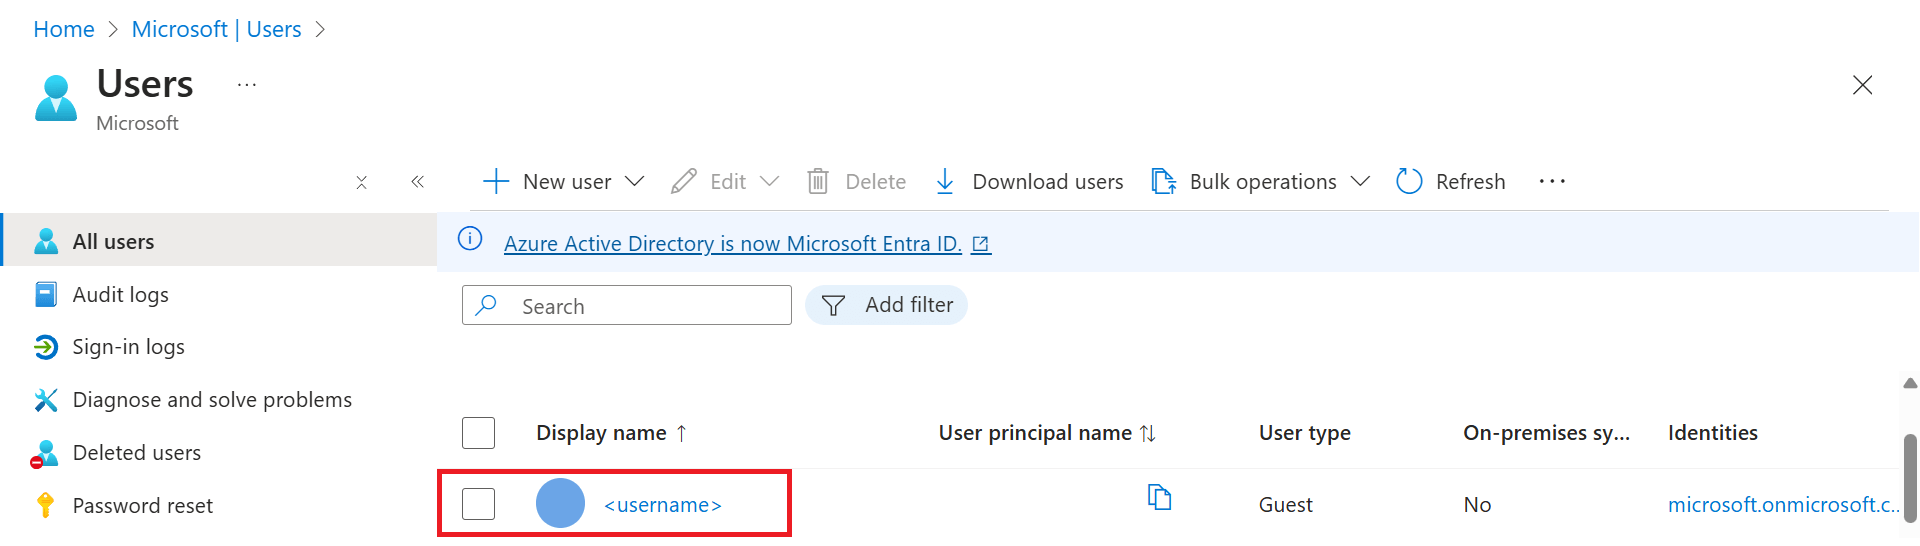 Home > Microsoft | Users >
Users ...
Microsoft
New user Edit Delete Download users Bulk operations Refresh ...
All users
Azure Active Directory is now Microsoft Entra ID.
Audit logs
Search Add filter
Sign-in logs
Diagnose and solve problems
Display name ↑ User principal name ↑↓ User type On-premises sy... Identities
Deleted users
Password reset
<username> Guest No microsoft.onmicrosoft.c...